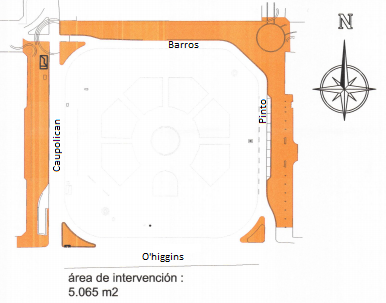 N
Barros
Caupolican
Pinto
O'higgins
área de intervención :
5.065 m2